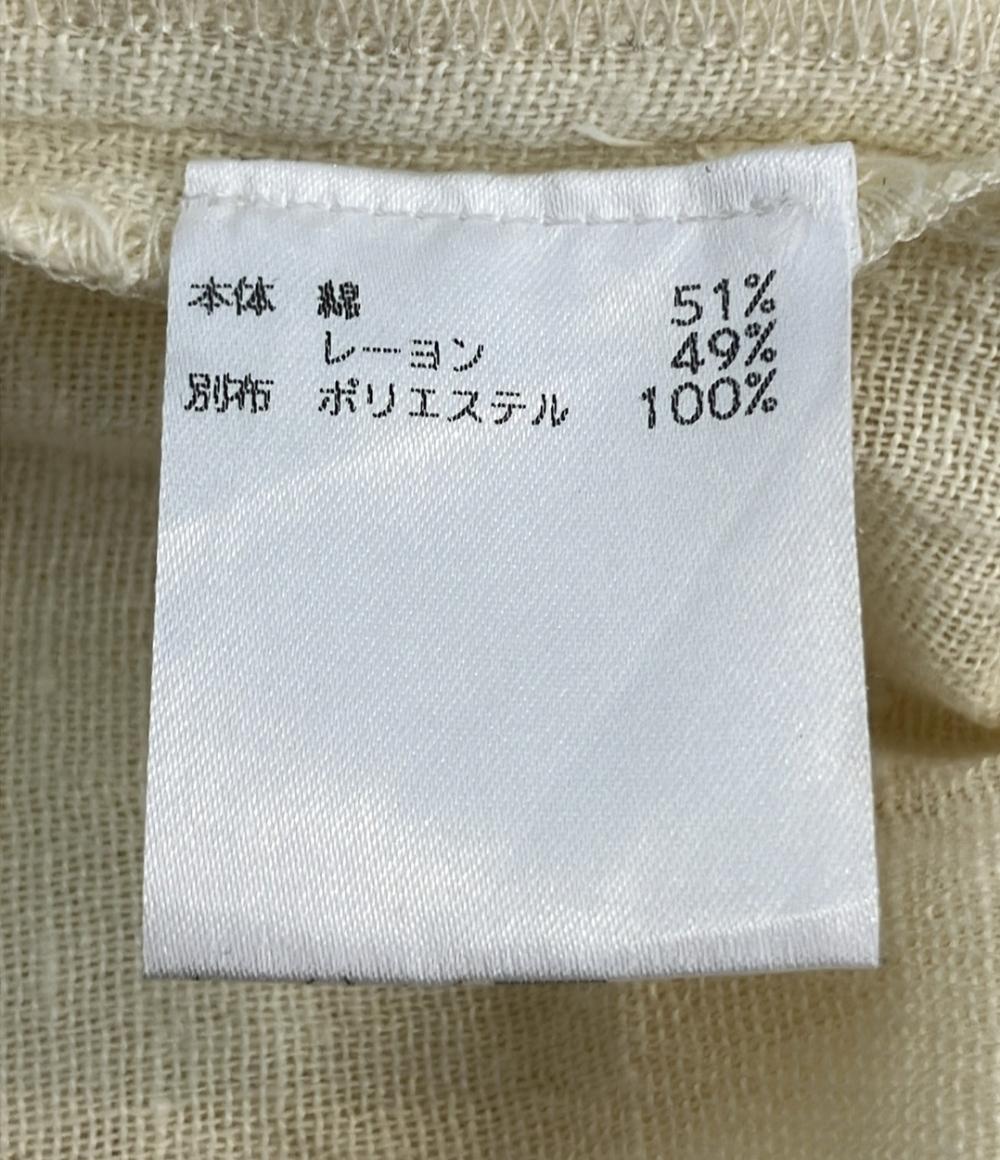 本体 綿 51%
レーヨン 49%
別布 ポリエステル 100%